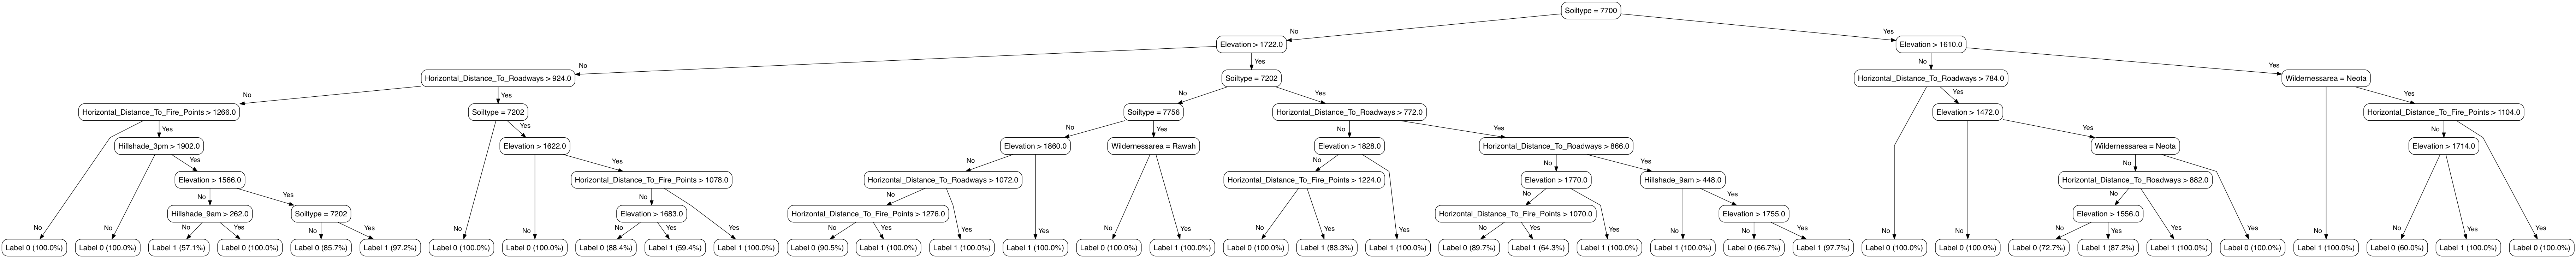 Soiltype = 7700
No
Yes
Elevation > 1722.0
Elevation > 1610.0
No
Yes
No
Yes
Horizontal_Distance_To_Roadways > 924.0
Soiltype = 7202
Horizontal_Distance_To_Roadways > 784.0
Wildernessarea = Neota
No
Yes
No
Yes
No
Yes
No
Yes
Horizontal_Distance_To_Fire_Points > 1266.0
Soiltype = 7202
Soiltype = 7756
Horizontal_Distance_To_Roadways > 772.0
Elevation > 1472.0
Horizontal_Distance_To_Fire_Points > 1104.0
Yes
Yes
No
Yes
No
Yes
Yes
No
Hillshade_3pm > 1902.0
Elevation > 1622.0
Elevation > 1860.0
Wildernessarea = Rawah
Elevation > 1828.0
Horizontal_Distance_To_Roadways > 866.0
Wildernessarea = Neota
Elevation > 1714.0
Yes
Yes
No
No
No
Yes
No
Elevation > 1566.0
Horizontal_Distance_To_Fire_Points > 1078.0
Horizontal_Distance_To_Roadways > 1072.0
Horizontal_Distance_To_Fire_Points > 1224.0
Elevation > 1770.0
Hillshade_9am > 448.0
Horizontal_Distance_To_Roadways > 882.0
No
Yes
No
No
No
Yes
No
Hillshade_9am > 262.0
Soiltype = 7202
Elevation > 1683.0
Horizontal_Distance_To_Fire_Points > 1276.0
Horizontal_Distance_To_Fire_Points > 1070.0
Elevation > 1755.0
Elevation > 1556.0
No
No
No
Yes
No
Yes
No
No
No
Yes
Yes
No
Yes
Yes
Yes
No
Yes
No
Yes
Yes
No
Yes
Yes
No
No
Yes
No
No
No
Yes
Yes
Yes
No
No
Yes
Yes
Label 0 (100.0%)
Label 0 (100.0%)
Label 1 (57.1%)
Label 0 (100.0%)
Label 0 (85.7%)
Label 1 (97.2%)
Label 0 (100.0%)
Label 0 (100.0%)
Label 0 (88.4%)
Label 1 (59.4%)
Label 1 (100.0%)
Label 0 (90.5%)
Label 1 (100.0%)
Label 1 (100.0%)
Label 1 (100.0%)
Label 0 (100.0%)
Label 1 (100.0%)
Label 0 (100.0%)
Label 1 (83.3%)
Label 1 (100.0%)
Label 0 (89.7%)
Label 1 (64.3%)
Label 1 (100.0%)
Label 1 (100.0%)
Label 0 (66.7%)
Label 1 (97.7%)
Label 0 (100.0%)
Label 0 (100.0%)
Label 0 (72.7%)
Label 1 (87.2%)
Label 1 (100.0%)
Label 0 (100.0%)
Label 1 (100.0%)
Label 0 (60.0%)
Label 1 (100.0%)
Label 0 (100.0%)